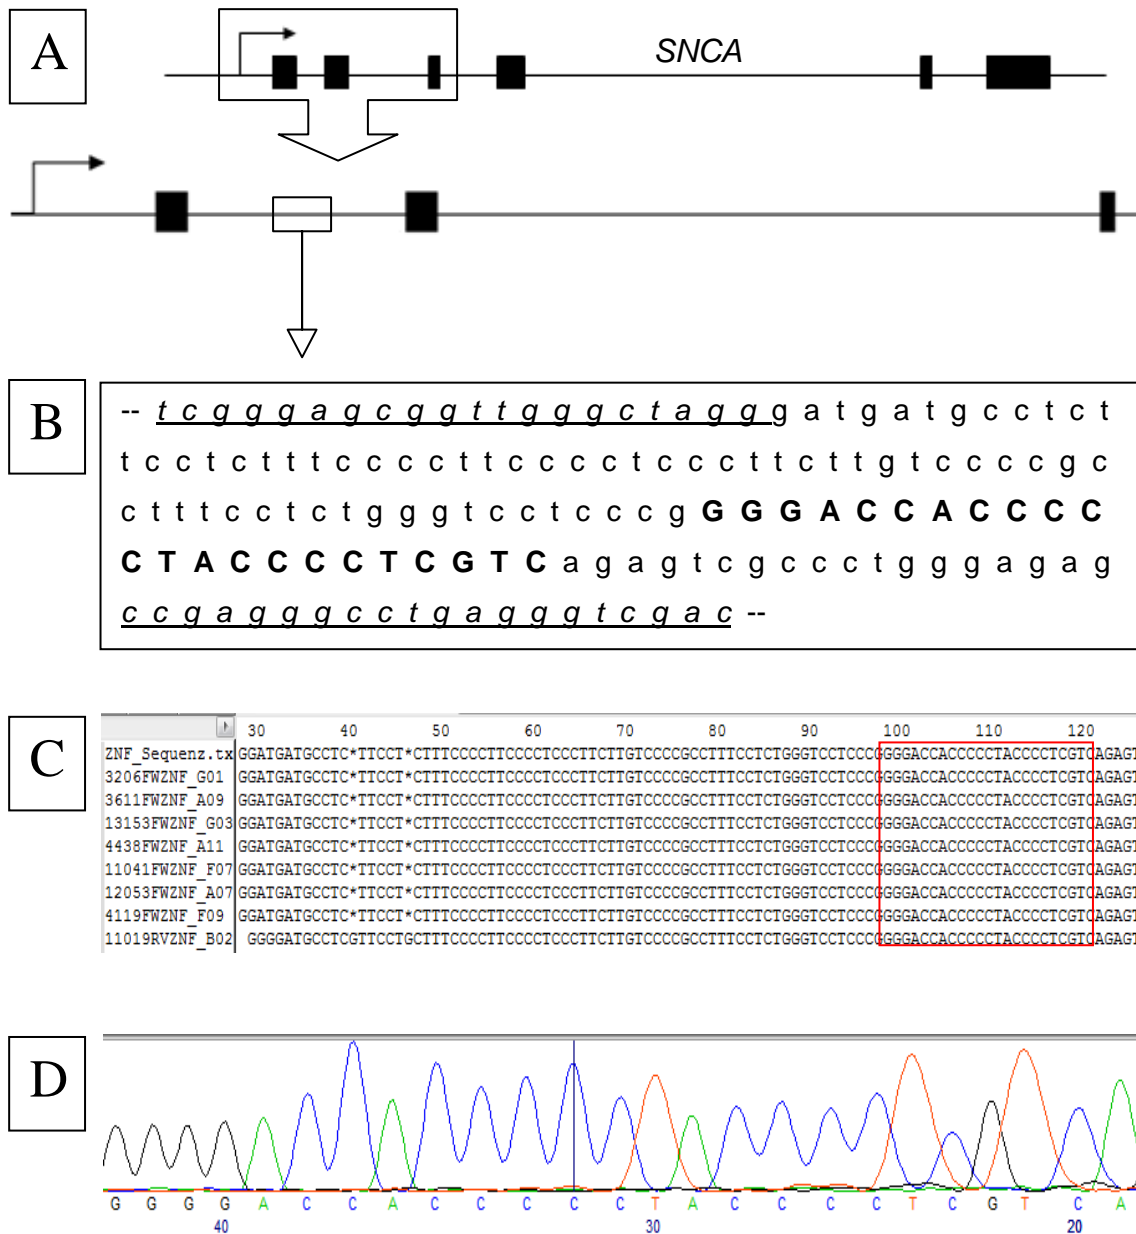 A
SNCA
B
-- t c g g g a g c g g t t g g g c t a g g g a t g a t g c c t c t
t c c t c t t t c c c c t t c c c c t c c c t t c t t g t c c c c g c
c t t t c c t c t g g g t c c t c c c g G G G A C C A C C C C
C T A C C C C T C G T C a g a g t c g c c c t g g g a g a g
c c g a g g g c c t g a g g g t c g a c --
C
30 40 50 60 70 80 90 100 110 120
ZNF_Sequenz.tx GGATGATGCCTC*TTCCT*CTTTCCCCTTCCCCTCCCTTCTTGTCCCCGCCTTTCCTCTGGGTCCTCCCGGGGACCACCCCCTACCCCTCGTCAGAGT
3206FWZNF_G01 GGATGATGCCTC*TTCCT*CTTTCCCCTTCCCCTCCCTTCTTGTCCCCGCCTTTCCTCTGGGTCCTCCCGGGGACCACCCCCTACCCCTCGTCAGAGT
3611FWZNF_A09 GGATGATGCCTC*TTCCT*CTTTCCCCTTCCCCTCCCTTCTTGTCCCCGCCTTTCCTCTGGGTCCTCCCGGGGACCACCCCCTACCCCTCGTCAGAGT
13153FWZNF_G03 GGATGATGCCTC*TTCCT*CTTTCCCCTTCCCCTCCCTTCTTGTCCCCGCCTTTCCTCTGGGTCCTCCCGGGGACCACCCCCTACCCCTCGTCAGAGT
4438FWZNF_A11 GGATGATGCCTC*TTCCT*CTTTCCCCTTCCCCTCCCTTCTTGTCCCCGCCTTTCCTCTGGGTCCTCCCGGGGACCACCCCCTACCCCTCGTCAGAGT
11041FWZNF_F07 GGATGATGCCTC*TTCCT*CTTTCCCCTTCCCCTCCCTTCTTGTCCCCGCCTTTCCTCTGGGTCCTCCCGGGGACCACCCCCTACCCCTCGTCAGAGT
12053FWZNF_A07 GGATGATGCCTC*TTCCT*CTTTCCCCTTCCCCTCCCTTCTTGTCCCCGCCTTTCCTCTGGGTCCTCCCGGGGACCACCCCCTACCCCTCGTCAGAGT
4119FWZNF_F09 GGATGATGCCTC*TTCCT*CTTTCCCCTTCCCCTCCCTTCTTGTCCCCGCCTTTCCTCTGGGTCCTCCCGGGGACCACCCCCTACCCCTCGTCAGAGT
11019RVZNF_B02 GGGGATGCCTCGTTCCTGCTTTCCCCTTCCCCTCCCTTCTTGTCCCCGCCTTTCCTCTGGGTCCTCCCGGGGACCACCCCCTACCCCTCGTCAGAGT
D
G G G G A C C A C C C C C T A C C C C T C G T C A
40 30 20